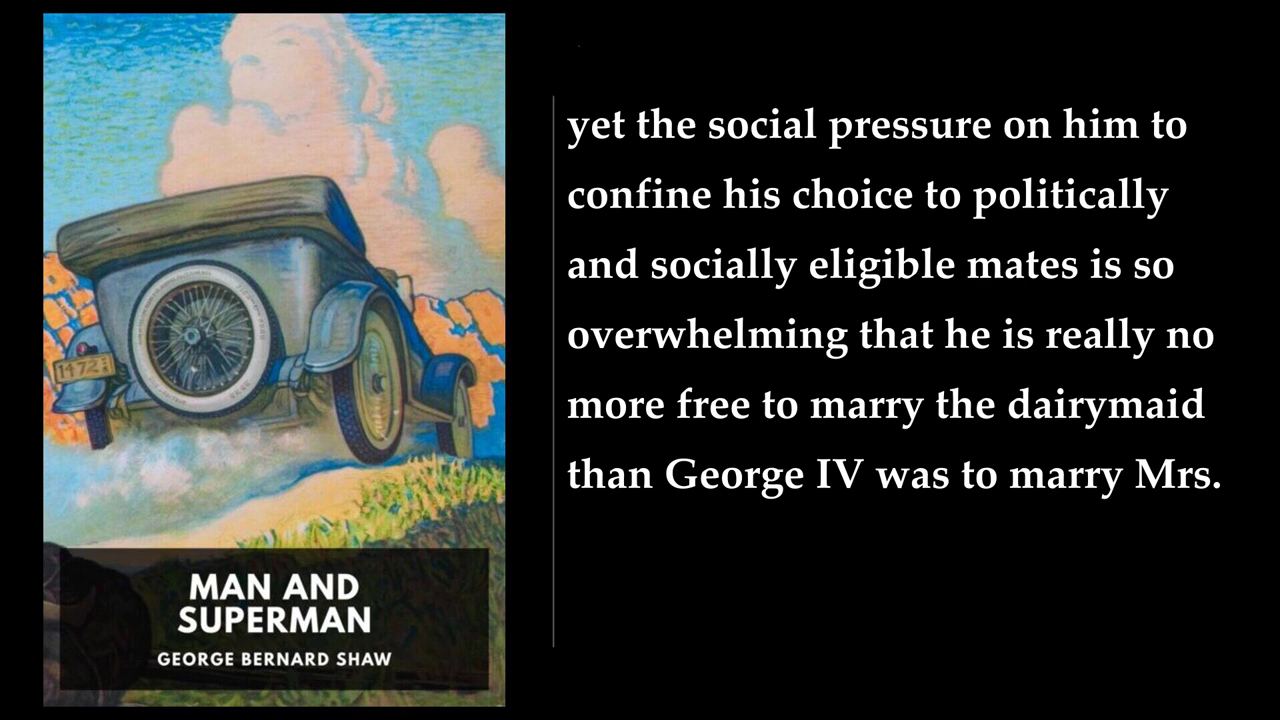 1472
MAN AND
SUPERMAN
GEORGE BERNARD SHAW
yet the social pressure on him to
confine his choice to politically
and socially eligible mates is so
overwhelming that he is really no
more free to marry the dairymaid
than George IV was to marry Mrs.